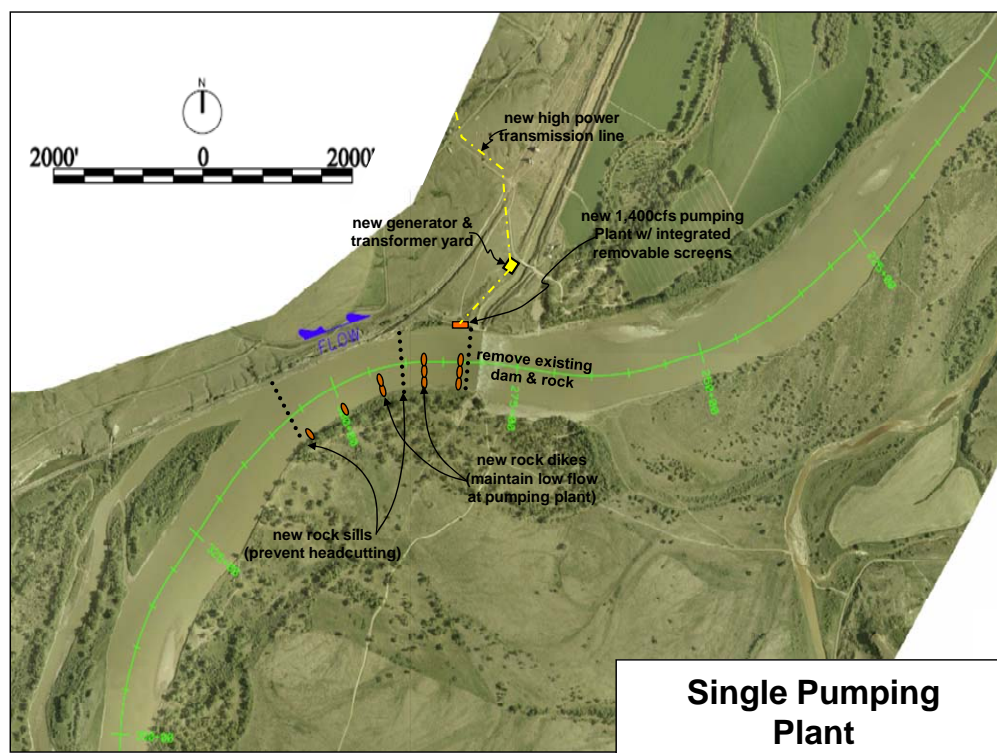 N
2000'
0
2000'
new high power
transmission line
new generator &
transformer yard
new 1,400cfs pumping
Plant w/ integrated
removable screens
FLOW
remove existing
dam & rock
new rock dikes
(maintain low flow
at pumping plant)
new rock sills
(prevent headcutting)
Single Pumping
Plant